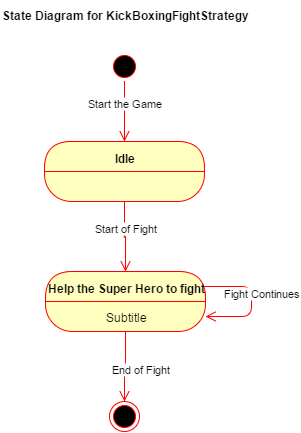 State Diagram for KickBoxingFightStrategy
Start the Game
Idle
Start of Fight
Help the Super Hero to fight
Fight Continues
Subtitle
End of Fight